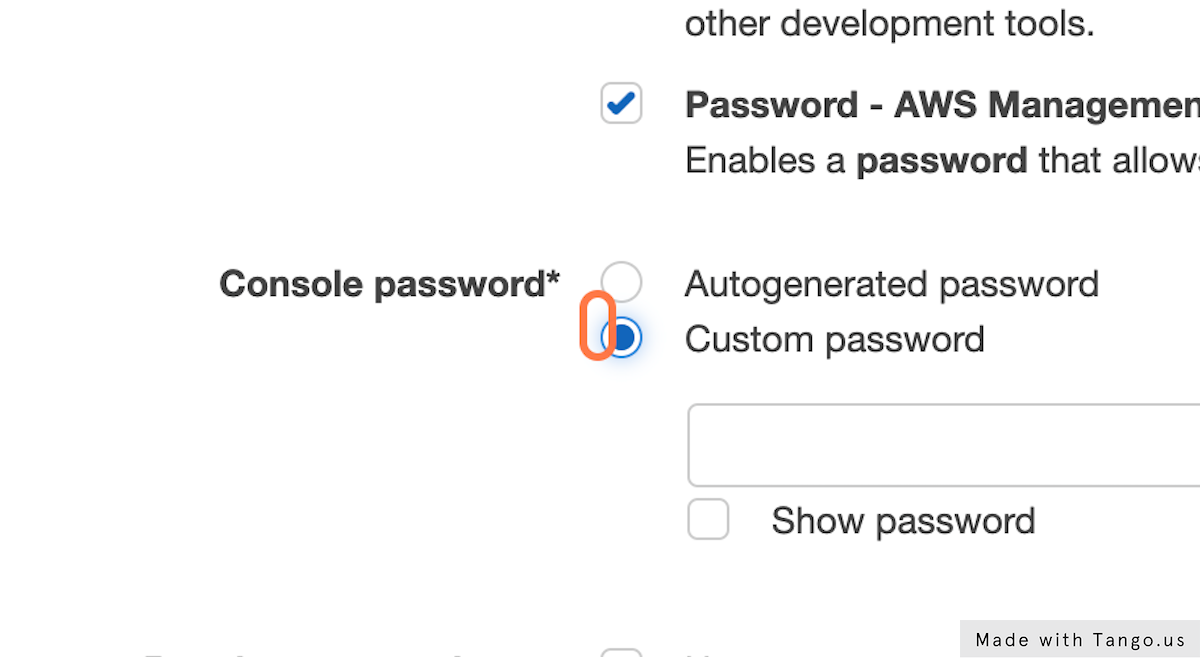 other development tools.
Password - AWS Managemen
Enables a password that allows
Console password*
Autogenerated password
Custom password
Show password
Made with Tango.us